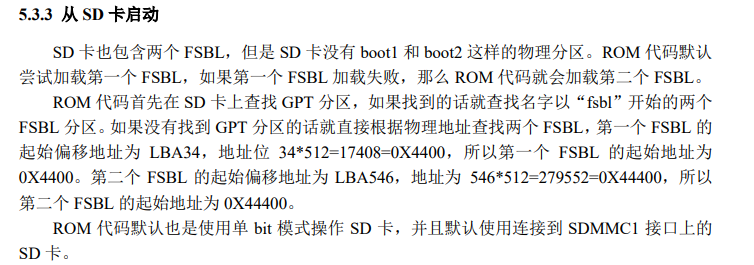 5.3.3 从 SD 卡启动
SD 卡也包含两个 FSBL，但是 SD 卡没有 boot1 和 boot2 这样的物理分区。ROM 代码默认
尝试加载第一个 FSBL，如果第一个 FSBL 加载失败，那么 ROM 代码就会加载第二个 FSBL。
ROM 代码首先在 SD 卡上查找 GPT 分区，如果找到的话就查找名字以“fsbl”开始的两个
FSBL 分区。如果没有找到 GPT 分区的话就直接根据物理地址查找两个 FSBL，第一个 FSBL 的
起始偏移地址为 LBA34，地址位 34*512=17408=0X4400，所以第一个 FSBL 的起始地址为
0X4400。第二个 FSBL 的起始偏移地址为 LBA546，地址为 546*512=279552=0X44400，所以
第二个 FSBL 的起始地址为 0X44400。
ROM 代码默认也是使用单 bit 模式操作 SD 卡，并且默认使用连接到 SDMMC1 接口上的
SD 卡。